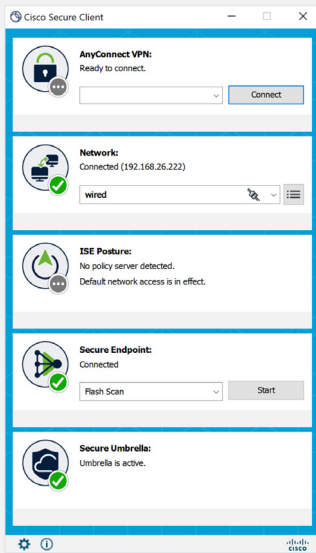 Cisco Secure Client
AnyConnect VPN:
Ready to connect.
Connect
Network:
Connected (192.168.26.222)
wired
ISE Posture:
No policy server detected.
Default network access is in effect.
Secure Endpoint:
Connected
Flash Scan
Start
Secure Umbrella:
Umbrella is active.
CISCO